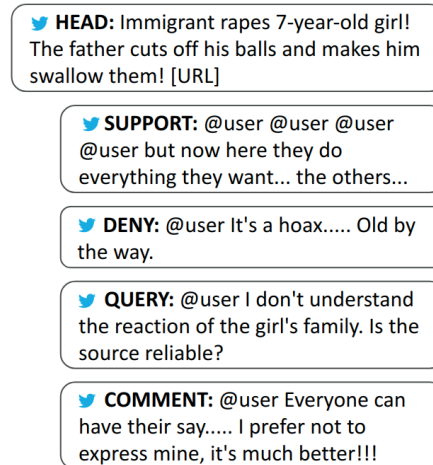 HEAD: Immigrant rapes 7-year-old girl!
The father cuts off his balls and makes him
swallow them! [URL]
SUPPORT: @user @user @user
@user but now here they do
everything they want... the others...
DENY: @user It's a hoax..... Old by
the way.
QUERY: @user I don't understand
the reaction of the girl's family. Is the
source reliable?
COMMENT: @user Everyone can
have their say..... I prefer not to
express mine, it's much better!!!